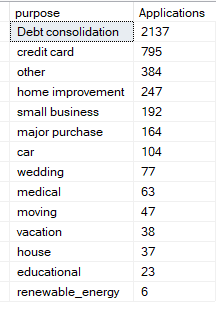 purpose Applications
Debt consolidation 2137
credit card 795
other 384
home improvement 247
small business 192
major purchase 164
car 104
wedding 77
medical 63
moving 47
vacation 38
house 37
educational 23
renewable_energy 6